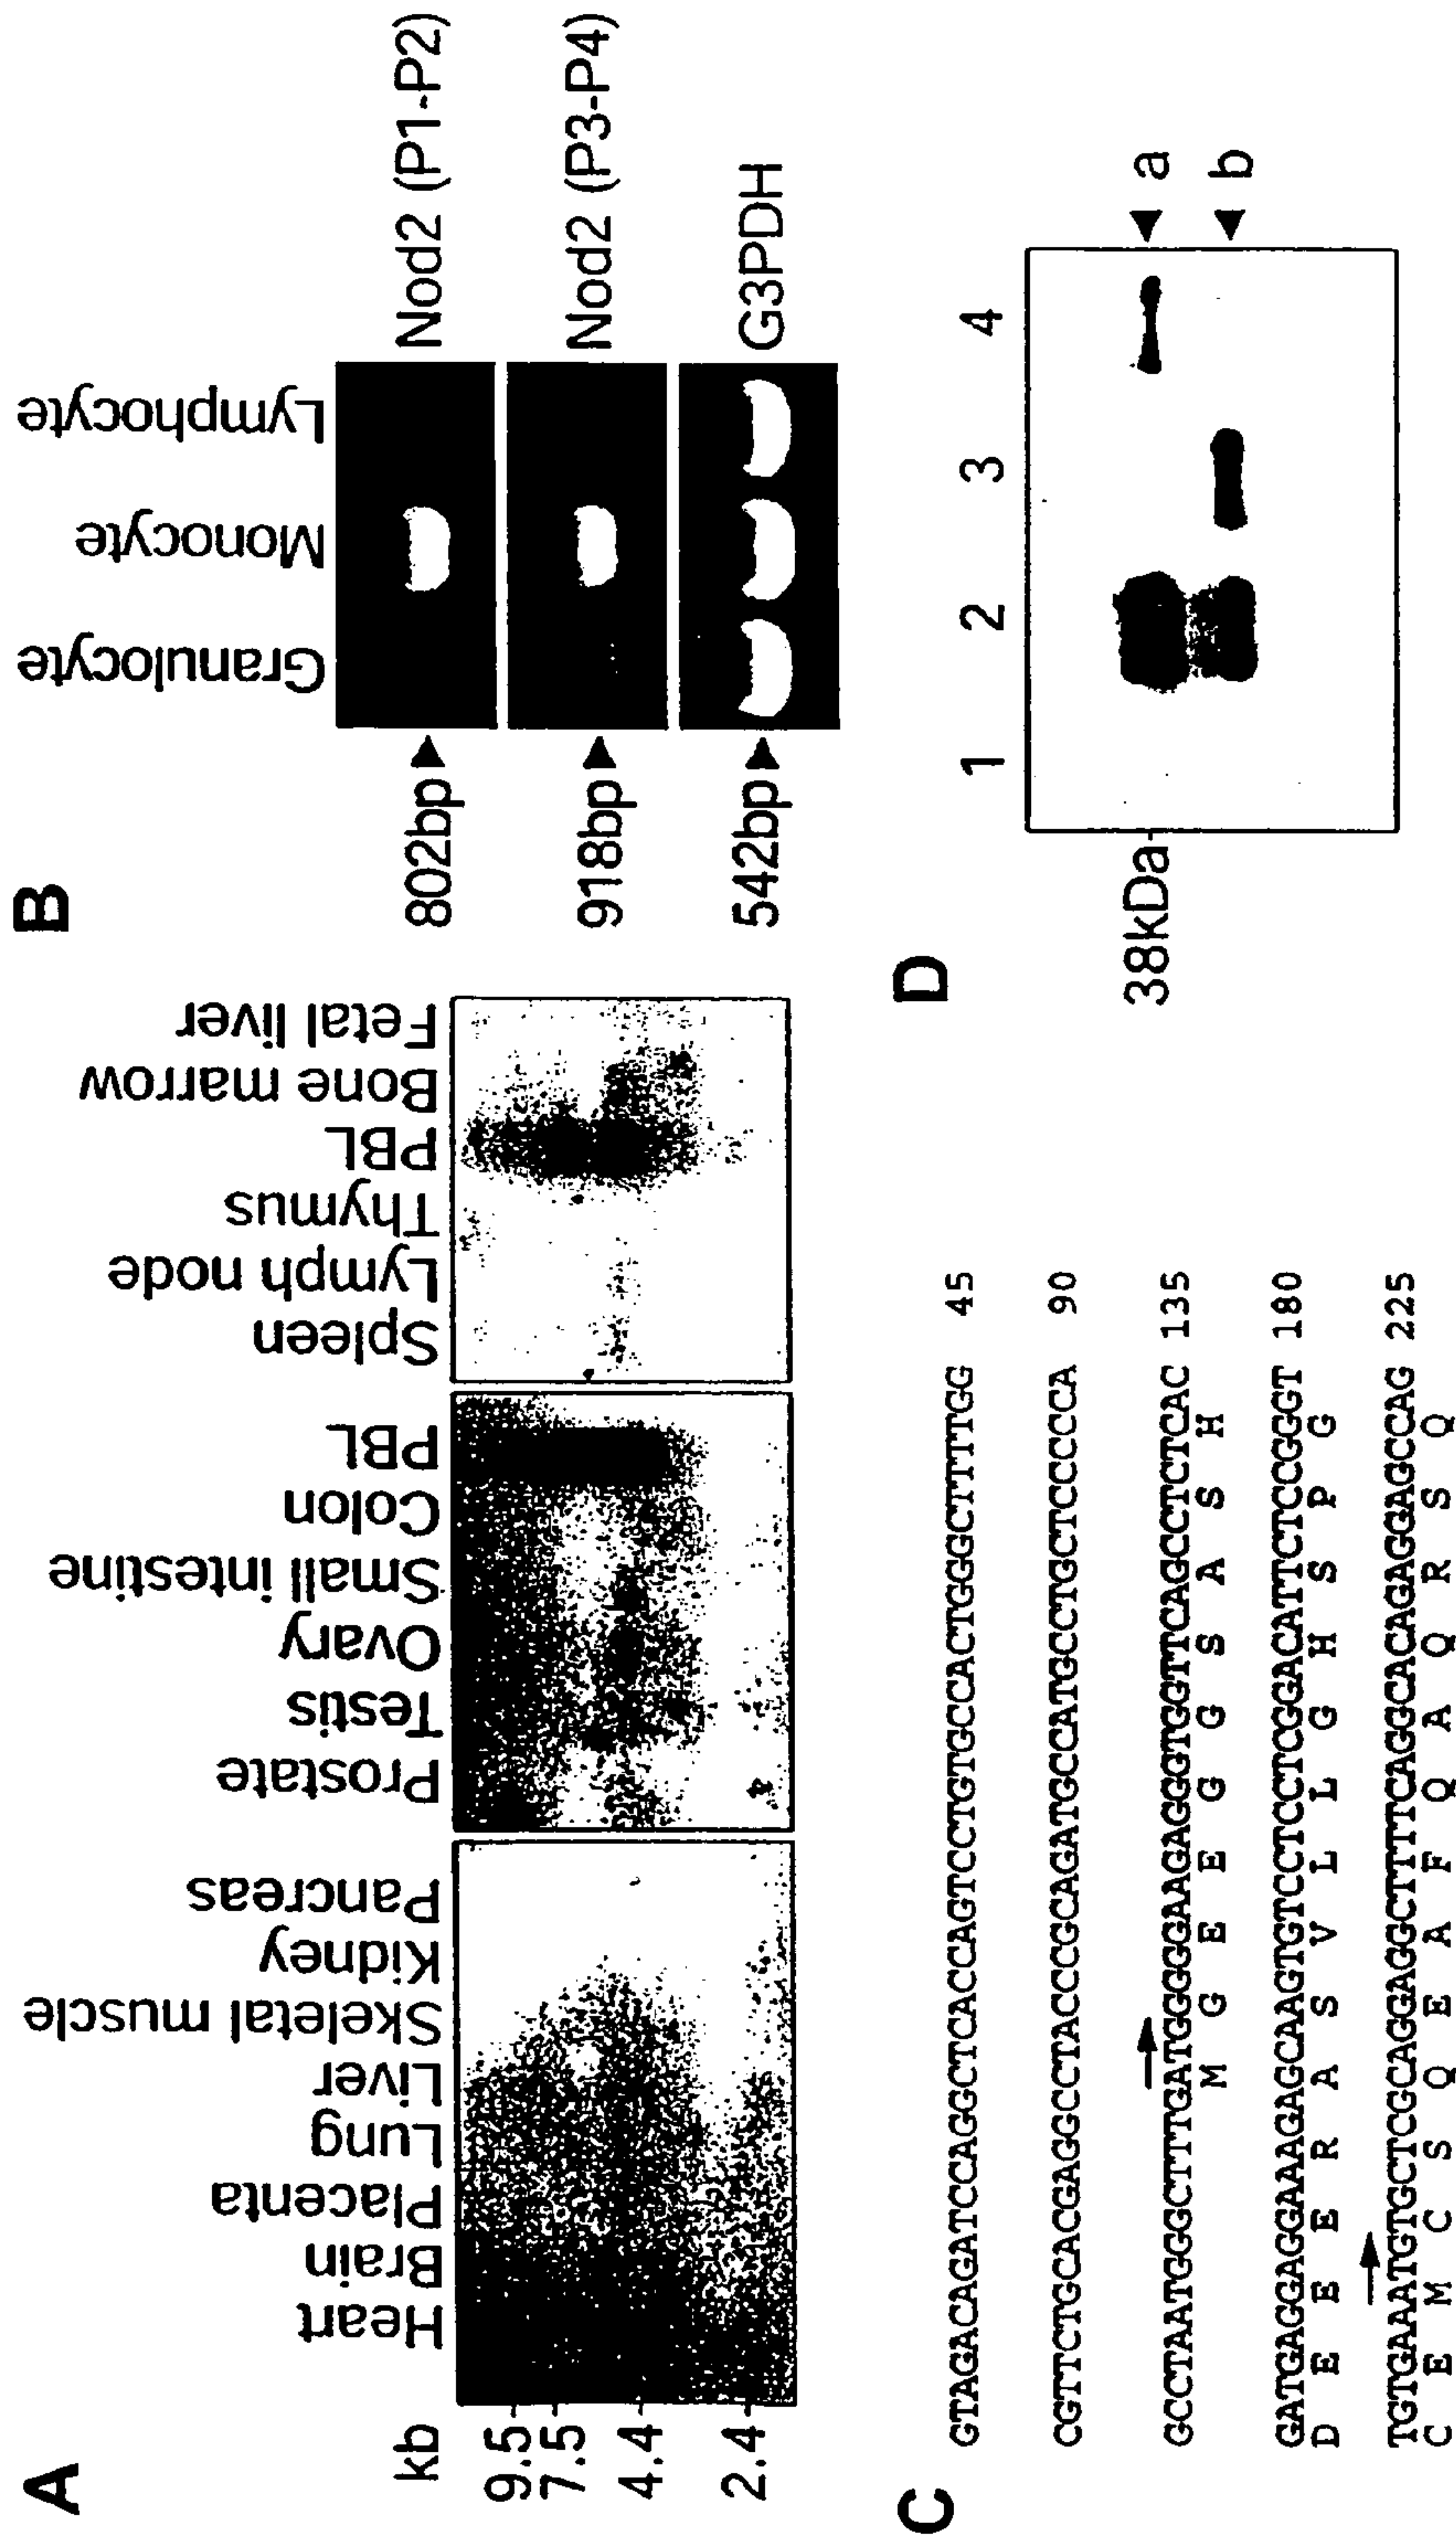 A
Heart
Brain
Placenta
Lung
Liver
Skeletal muscle
Kidney
Pancreas
Prostate
Testis
Ovary
Small intestine
Colon
PBL
Spleen
Lymph node
Thymus
PBL
Bone marrow
Fetal liver
kb
9.5
7.5
4.4
2.4
B
Granulocyte
Monocyte
Lymphocyte
802bp
Nod2 (P1-P2)
918bp
Nod2 (P3-P4)
542bp
G3PDH
C
GTAGACAGATCCAGGCTCACCAGTCCTGTGCCACTGGGCTTTTGG 45
CGTTCTGCACGAGGCCTACCCGCAGATGCCATGCCTGCTCCCCCA 90
GCCTAATGGGCTTTGATGGGGGAAGAGGGTGGTTCAGCCTCTCAC 135
M G E E G G S A S H
GATGAGGAGGAAAGAGCAAGTGTCCTCCTCGGACATTCTCCGGGT 180
D E E E R A S V L L G H S P G
TGTGAAATGTGCTCGCAGGAGGCTTTTCAGGCACAGAGGAGCCAG 225
C E M C S Q E A F Q A Q R S Q
D
1 2 3 4
38kDa
a
b